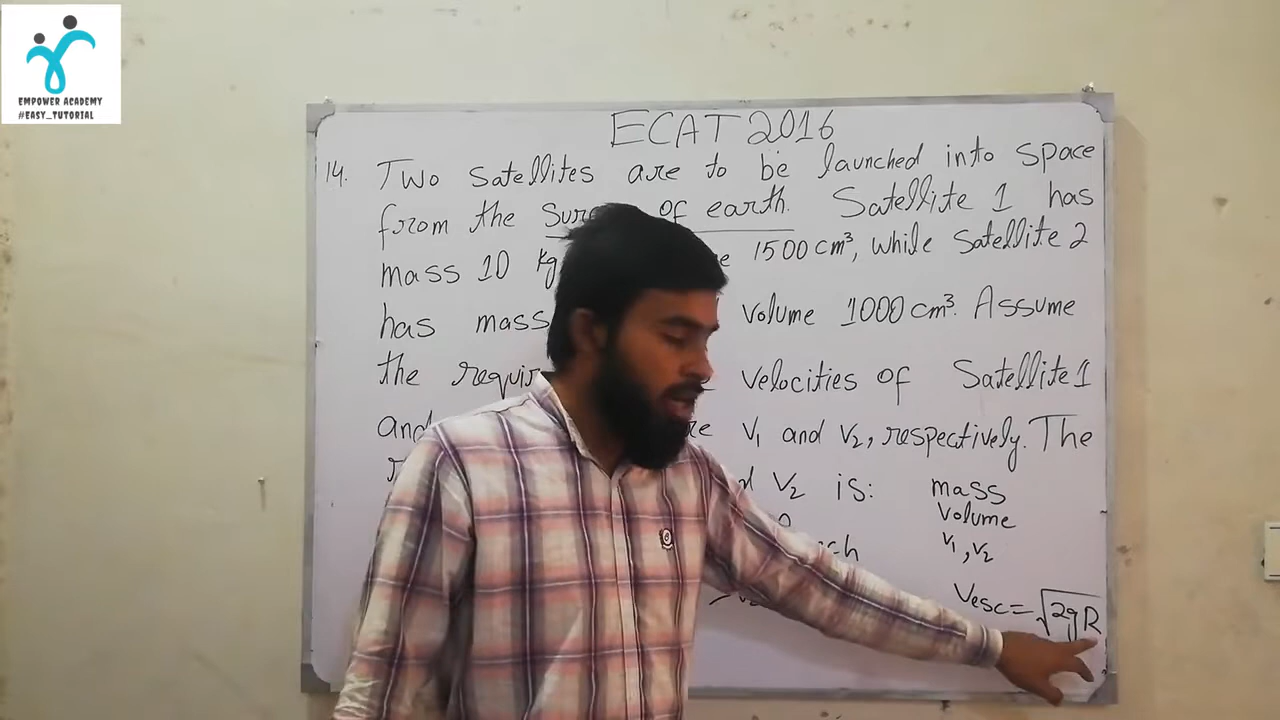 EMPOWER ACADEMY
#EASY_TUTORIAL
ECAT 2016
14. Two satellites are to be launched into space
from the of earth. Satellite 1 has
mass 10 kg 1500 cm³, while satellite 2
has mass volume 1000 cm³. Assume
the velocities of Satellite 1
and V₁ and V₂, respectively. The
V₂ is:
mass
volume
V₁, V₂
Vesc = √2gR